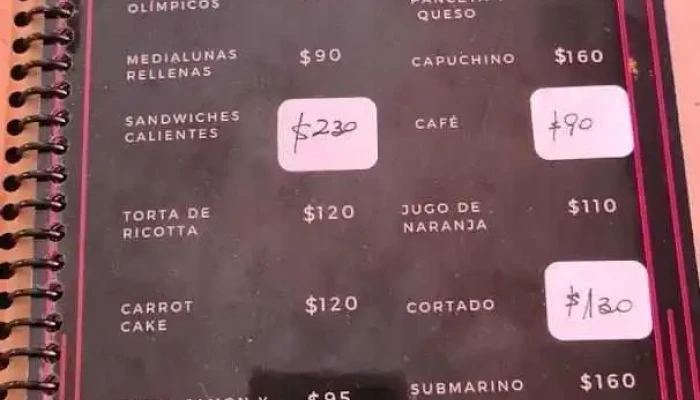 OLÍMPICOS
QUESO
MEDIALUNAS
RELLENAS
$90
CAPUCHINO
$160
SANDWICHES
CALIENTES
$230
CAFÉ
$90
TORTA DE
RICOTTA
$120
JUGO DE
NARANJA
$110
CARROT
CAKE
$120
CORTADO
$130
$95
SUBMARINO
$160